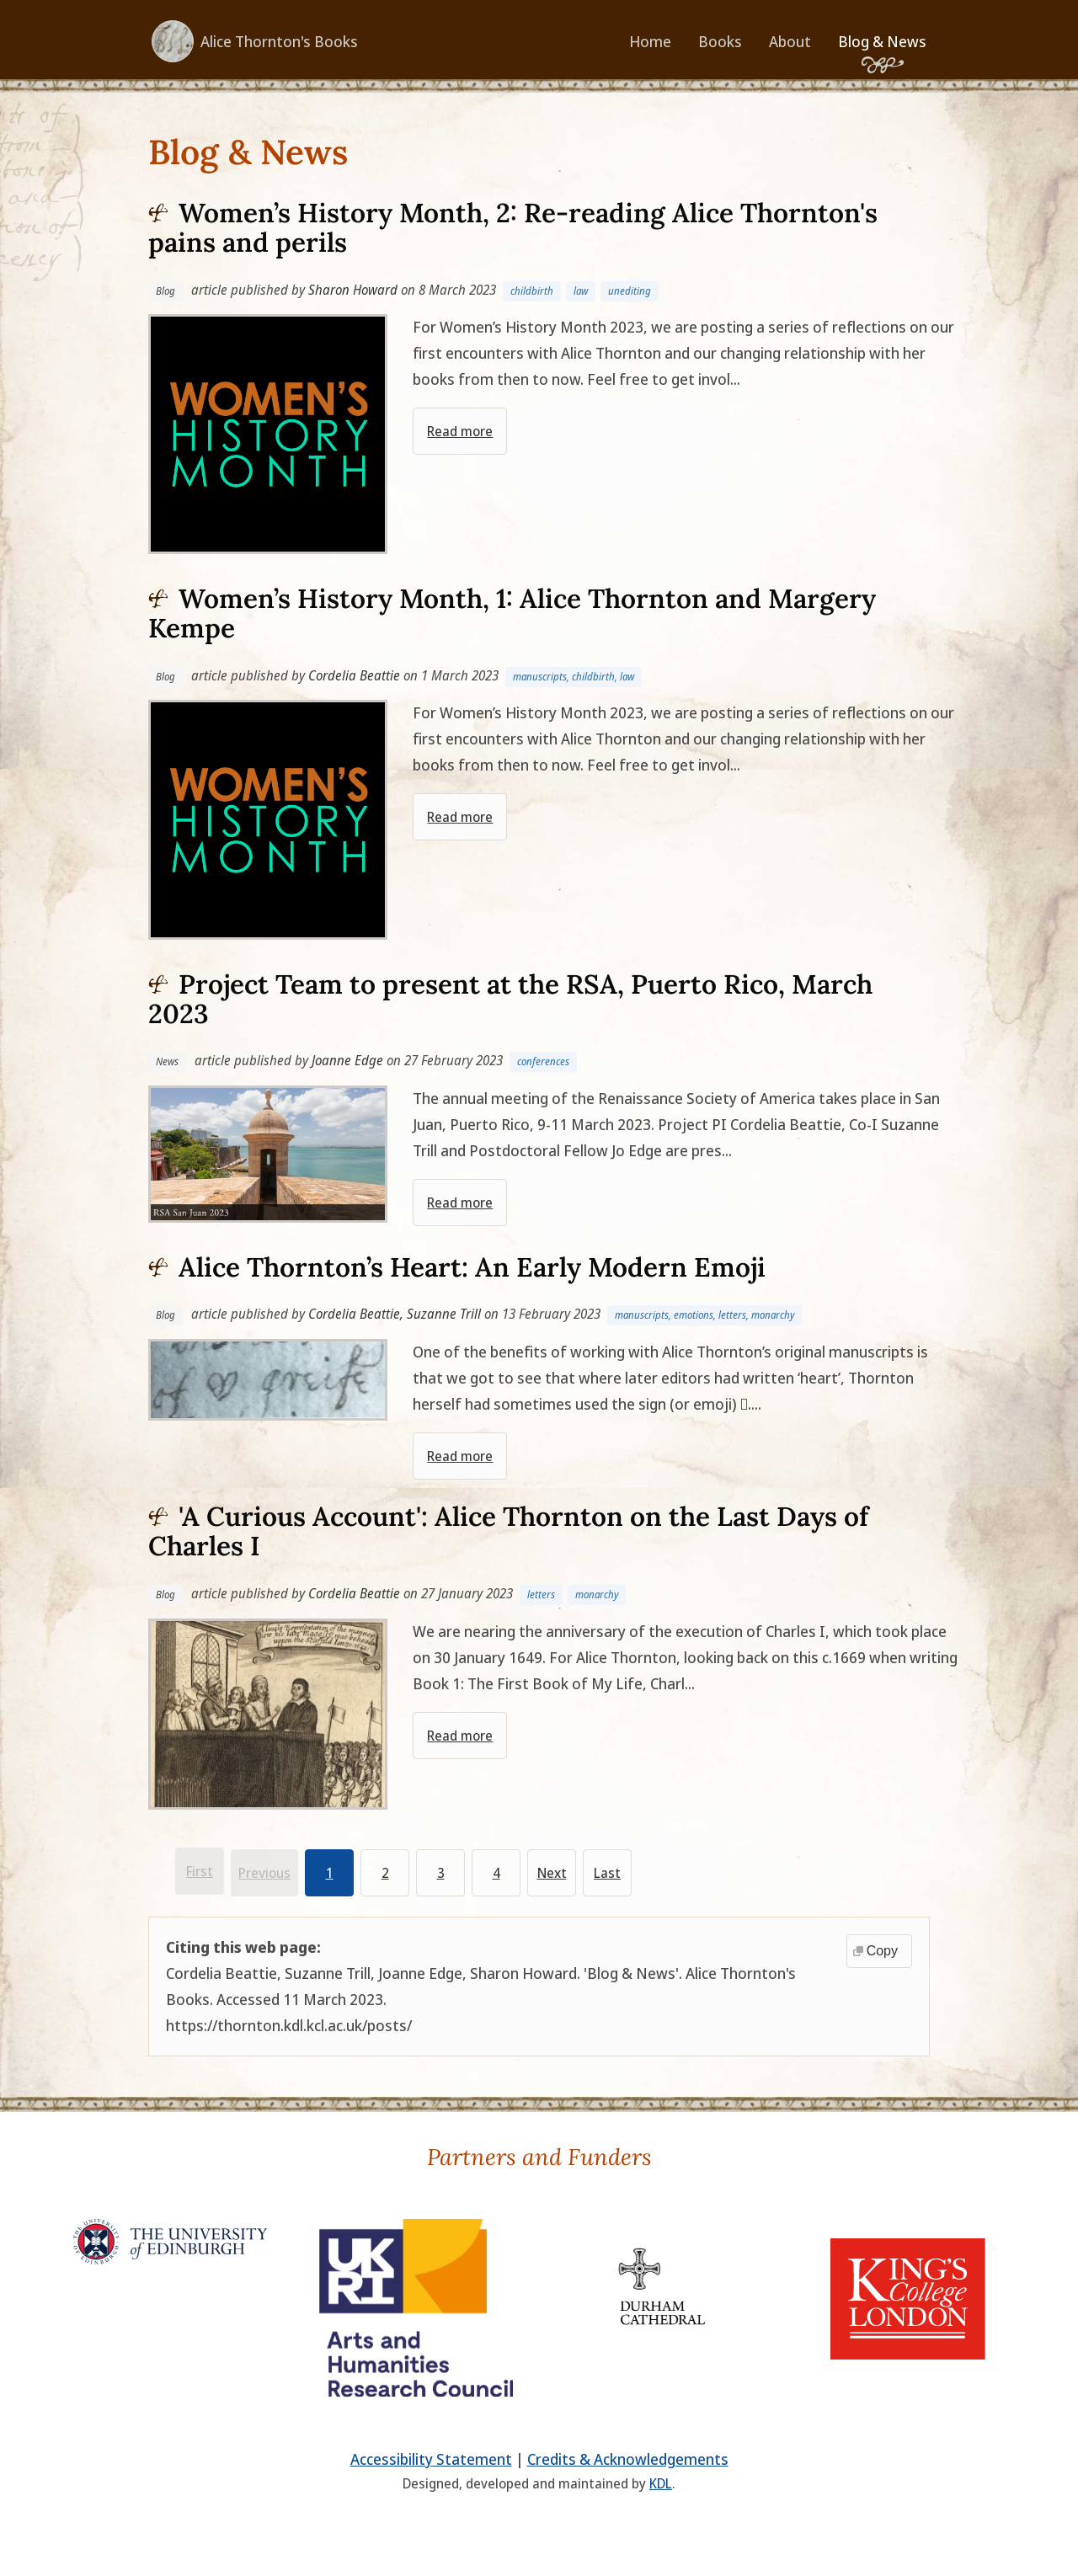 Alice Thornton's Books
Home
Books
About
Blog & News
Blog & News
Women’s History Month, 2: Re-reading Alice Thornton's
pains and perils
Blog article published by Sharon Howard on 8 March 2023 childbirth law unediting
WOMEN'S
HISTORY
MONTH
For Women’s History Month 2023, we are posting a series of reflections on our
first encounters with Alice Thornton and our changing relationship with her
books from then to now. Feel free to get invol...
Read more
Women’s History Month, 1: Alice Thornton and Margery
Kempe
Blog article published by Cordelia Beattie on 1 March 2023 manuscripts, childbirth, law
WOMEN'S
HISTORY
MONTH
For Women’s History Month 2023, we are posting a series of reflections on our
first encounters with Alice Thornton and our changing relationship with her
books from then to now. Feel free to get invol...
Read more
Project Team to present at the RSA, Puerto Rico, March
2023
News article published by Joanne Edge on 27 February 2023 conferences
RSA San Juan 2023
The annual meeting of the Renaissance Society of America takes place in San
Juan, Puerto Rico, 9-11 March 2023. Project PI Cordelia Beattie, Co-I Suzanne
Trill and Postdoctoral Fellow Jo Edge are pres...
Read more
Alice Thornton’s Heart: An Early Modern Emoji
Blog article published by Cordelia Beattie, Suzanne Trill on 13 February 2023 manuscripts, emotions, letters, monarchy
of ♡ greife
One of the benefits of working with Alice Thornton’s original manuscripts is
that we got to see that where later editors had written ‘heart’, Thornton
herself had sometimes used the sign (or emoji) ....
Read more
'A Curious Account': Alice Thornton on the Last Days of
Charles I
Blog article published by Cordelia Beattie on 27 January 2023 letters monarchy
We are nearing the anniversary of the execution of Charles I, which took place
on 30 January 1649. For Alice Thornton, looking back on this c.1669 when writing
Book 1: The First Book of My Life, Charl...
Read more
First Previous 1 2 3 4 Next Last
Citing this web page:
Copy
Cordelia Beattie, Suzanne Trill, Joanne Edge, Sharon Howard. 'Blog & News'. Alice Thornton's
Books. Accessed 11 March 2023.
https://thornton.kdl.kcl.ac.uk/posts/
Partners and Funders
THE UNIVERSITY
of EDINBURGH
UK
RI
Arts and
Humanities
Research Council
DURHAM
CATHEDRAL
KING'S
College
LONDON
Accessibility Statement | Credits & Acknowledgements
Designed, developed and maintained by KDL.